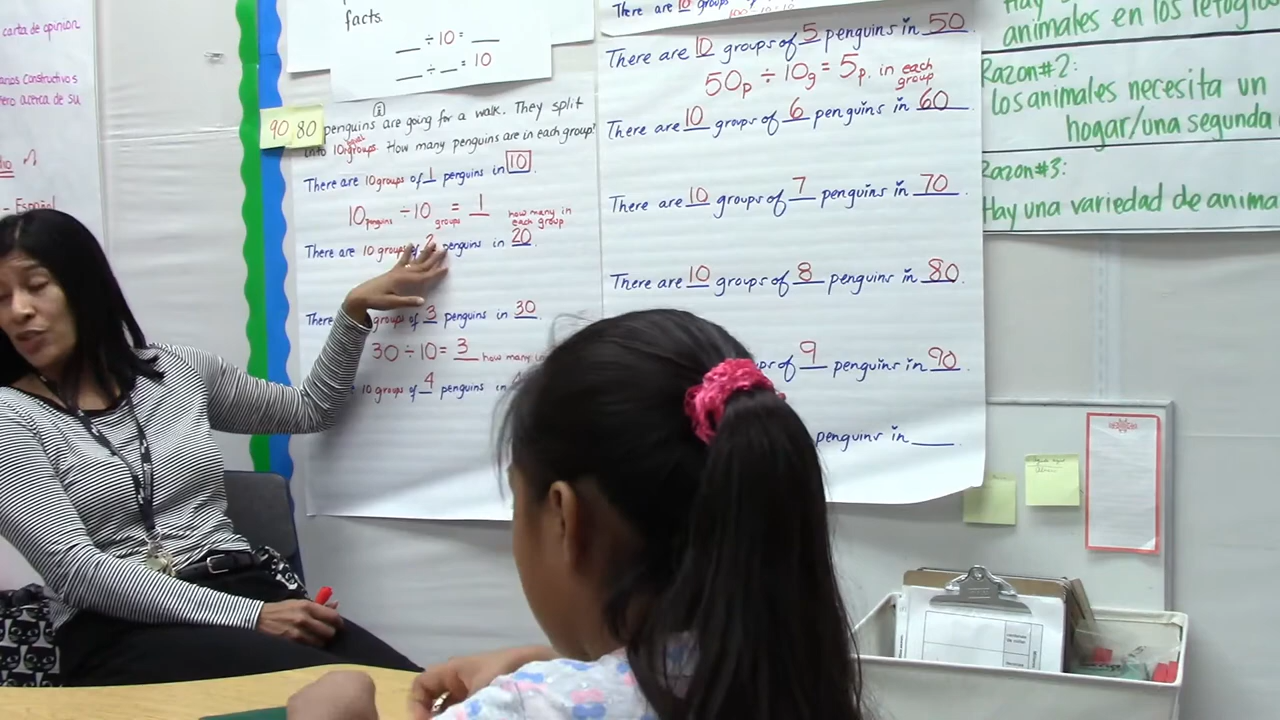 carta de opinion
constructivos
acerca de su
- Español
facts.
___ ÷ 10 = ___
___ ÷ ___ = 10
90 80
penguins are going for a walk. They split
into 10 groups. How many penguins are in each group?
There are 10 groups of 1 penguins in 10.
10 penguins ÷ 10 groups = 1 how many in each group
There are 10 groups of 2 penguins in 20.
groups of 3 penguins in 30.
30 ÷ 10 = 3 how many
10 groups of 4 penguins in
There are 10 groups
There are 10 groups of 5 penguins in 50.
50p ÷ 10g = 5p. in each group
There are 10 groups of 6 penguins in 60.
There are 10 groups of 7 penguins in 70.
There are 10 groups of 8 penguins in 80.
of 9 penguins in 90.
penguins in ___.
Hay
animales en los
Razon #2:
los animales necesita un
hogar/una segunda
Razon #3:
Hay una variedad de